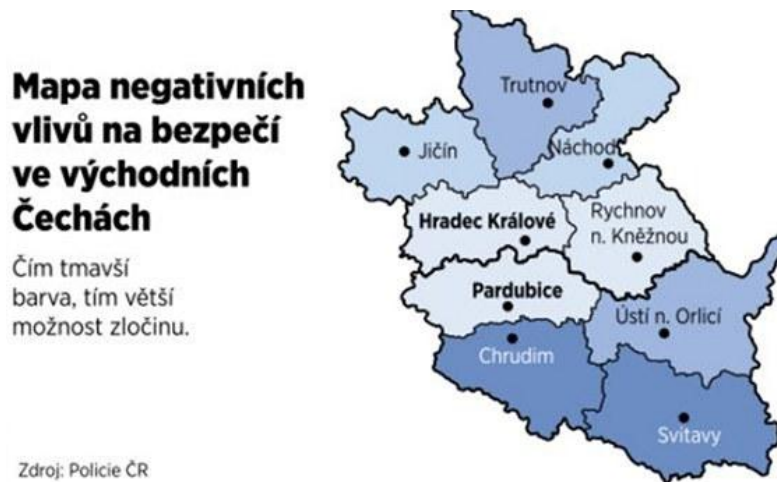 Mapa negativních
vlivů na bezpečí
ve východních
Čechách
Čím tmavší
barva, tím větší
možnost zločinu.
Trutnov
Jičín
Náchod
Hradec Králové
Rychnov
n. Kněžnou
Pardubice
Ústí n. Orlicí
Chrudim
Svitavy
Zdroj: Policie ČR